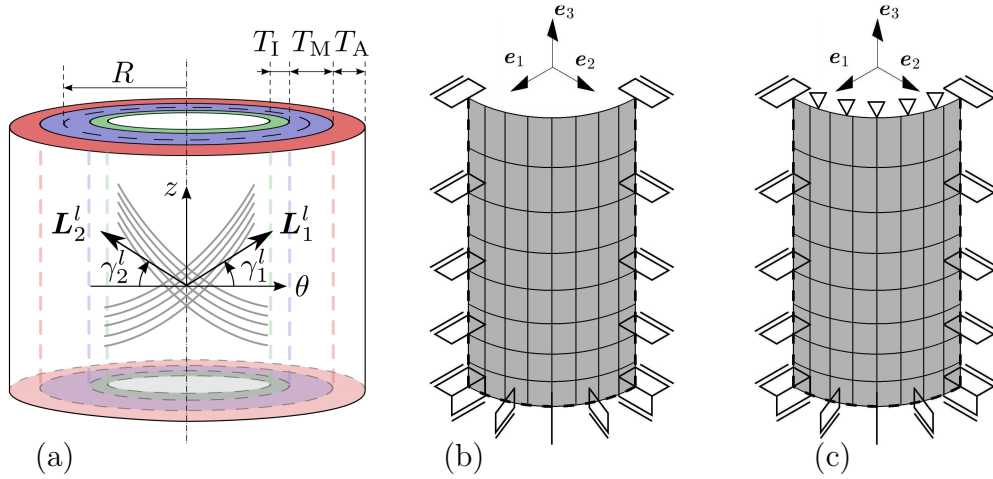 T_I T_M T_A
R
z
L_2^l L_1^l
γ_2^l γ_1^l
θ
(a)
e_3
e_1 e_2
(b)
e_3
e_1 e_2
(c)